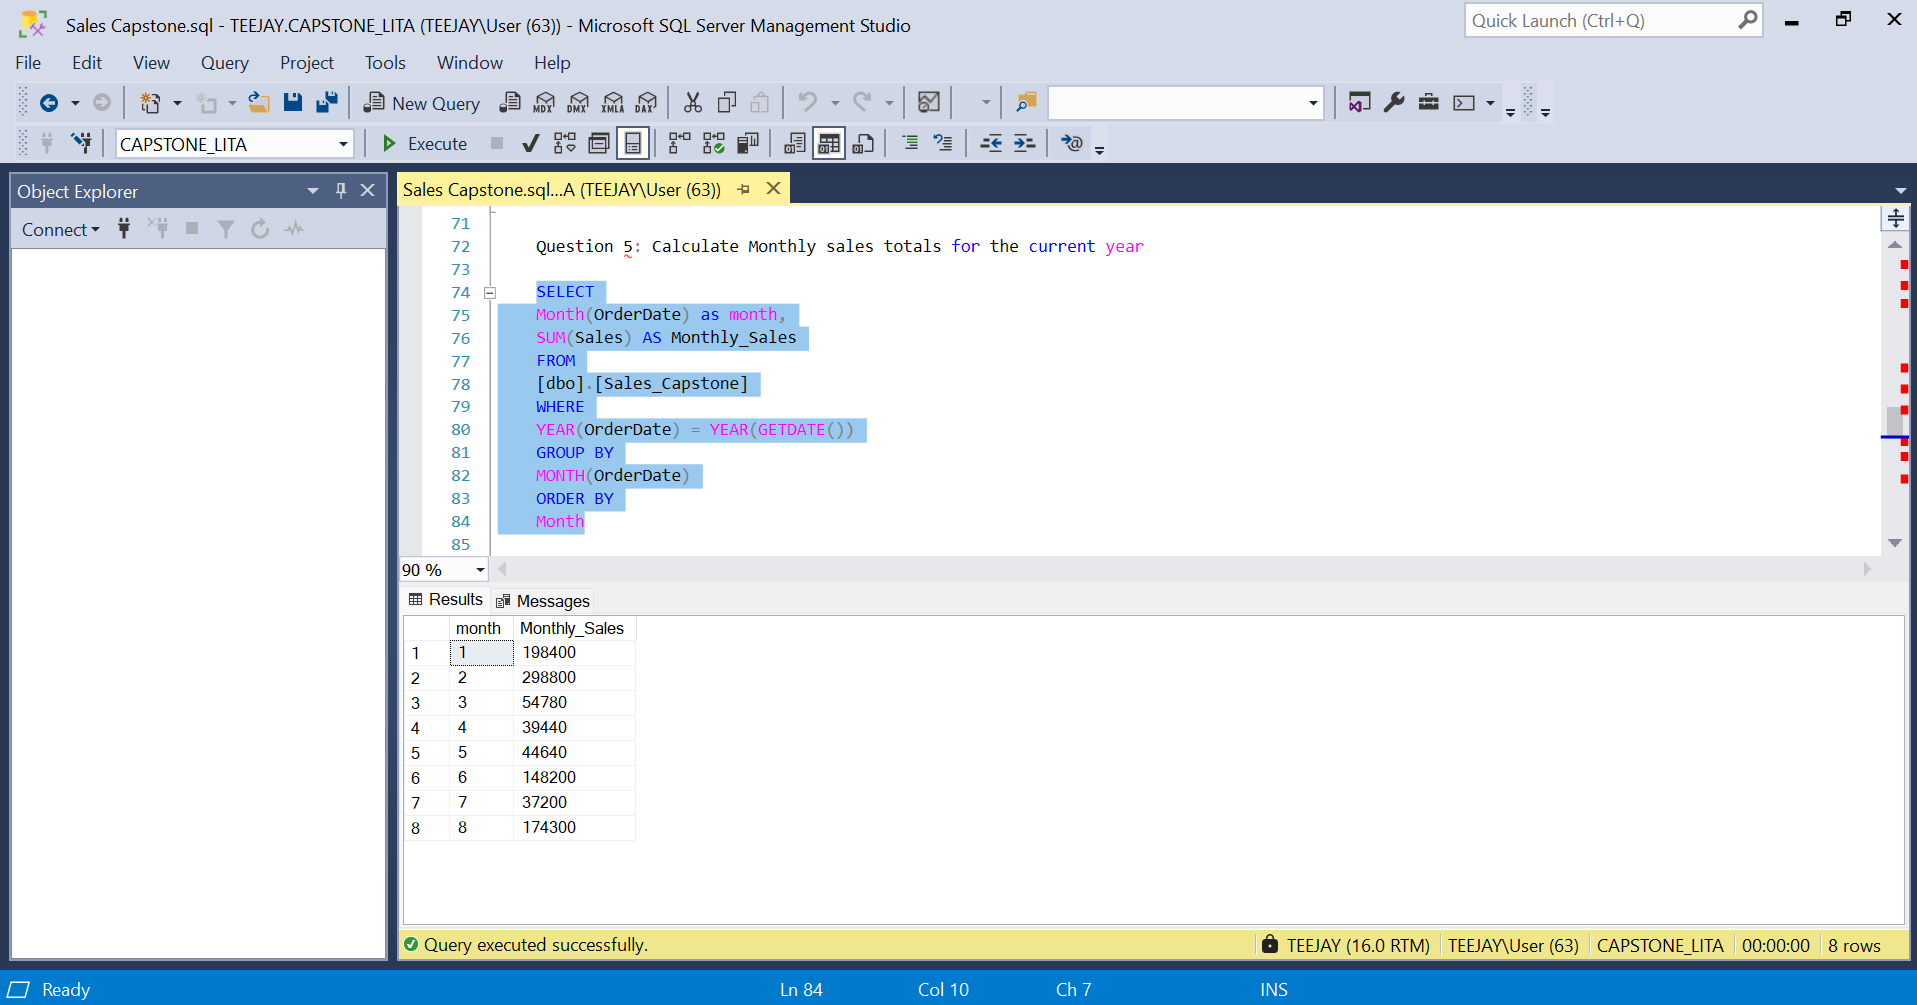 Sales Capstone.sql - TEEJAY.CAPSTONE_LITA (TEEJAY\User (63)) - Microsoft SQL Server Management Studio
Quick Launch (Ctrl+Q)
File Edit View Query Project Tools Window Help
New Query MDX DMX XMLA DAX
CAPSTONE_LITA Execute
Object Explorer
Connect
Sales Capstone.sql...A (TEEJAY\User (63))
71
72 Question 5: Calculate Monthly sales totals for the current year
73
74 SELECT
75 Month(OrderDate) as month,
76 SUM(Sales) AS Monthly_Sales
77 FROM
78 [dbo].[Sales_Capstone]
79 WHERE
80 YEAR(OrderDate) = YEAR(GETDATE())
81 GROUP BY
82 MONTH(OrderDate)
83 ORDER BY
84 Month
85
90 %
Results Messages
month Monthly_Sales
1 1 198400
2 2 298800
3 3 54780
4 4 39440
5 5 44640
6 6 148200
7 7 37200
8 8 174300
Query executed successfully. TEEJAY (16.0 RTM) TEEJAY\User (63) CAPSTONE_LITA 00:00:00 8 rows
Ready Ln 84 Col 10 Ch 7 INS